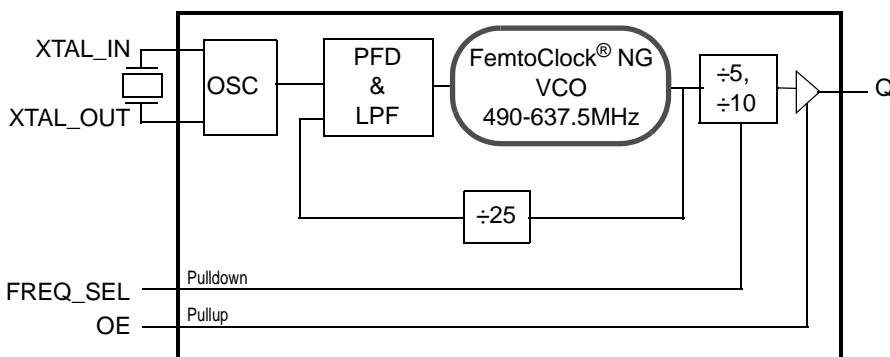 XTAL_IN
OSC
XTAL_OUT
PFD
&
LPF
FemtoClock® NG
VCO
490-637.5MHz
÷5,
÷10
Q
÷25
Pulldown
FREQ_SEL
Pullup
OE